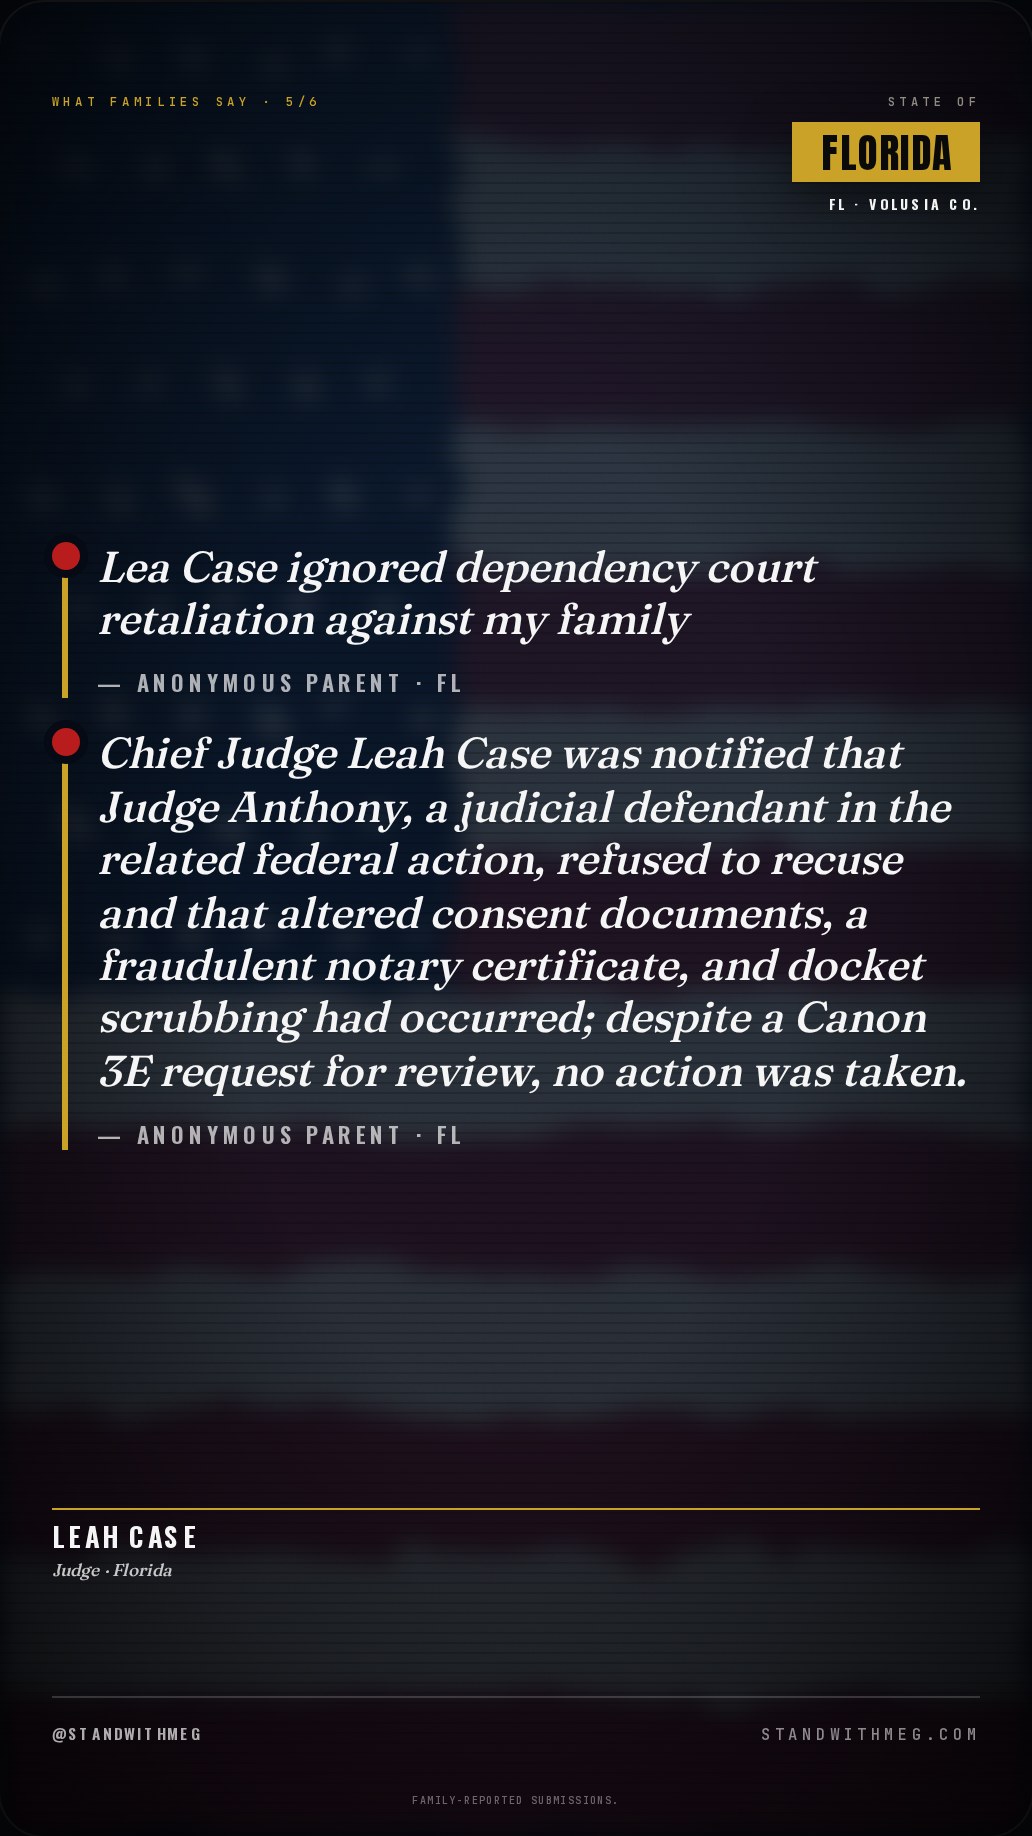 WHAT FAMILIES SAY · 5/6
STATE OF
FLORIDA
FL · VOLUSIA CO.
Lea Case ignored dependency court
retaliation against my family
— ANONYMOUS PARENT · FL
Chief Judge Leah Case was notified that
Judge Anthony, a judicial defendant in the
related federal action, refused to recuse
and that altered consent documents, a
fraudulent notary certificate, and docket
scrubbing had occurred; despite a Canon
3E request for review, no action was taken.
— ANONYMOUS PARENT · FL
LEAH CASE
Judge · Florida
@STANDWITHMEG
STANDWITHMEG.COM
FAMILY-REPORTED SUBMISSIONS.